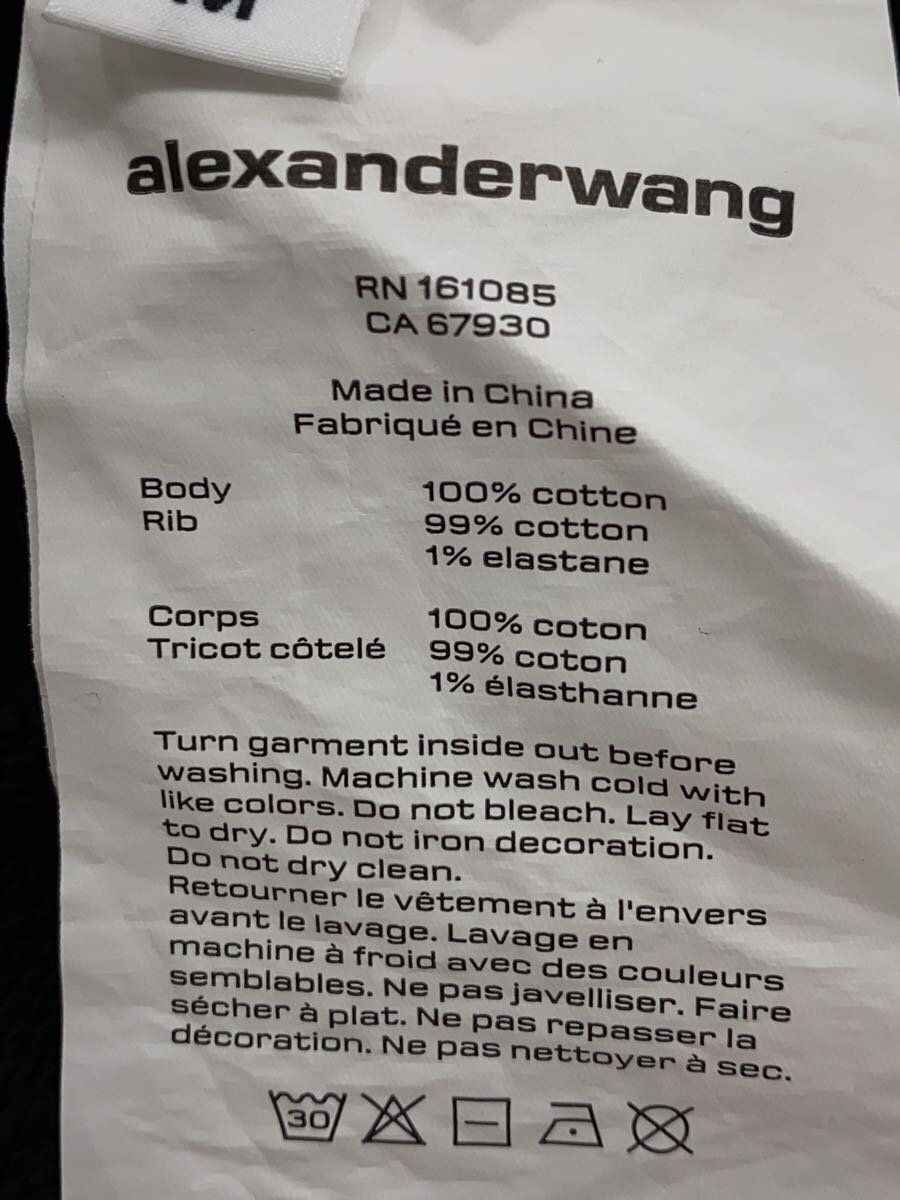 alexanderwang
RN 161085
CA 67930
Made in China
Fabriqué en Chine
Body 100% cotton
Rib 99% cotton
1% elastane
Corps 100% coton
Tricot côtelé 99% coton
1% élasthanne
Turn garment inside out before
washing. Machine wash cold with
like colors. Do not bleach. Lay flat
to dry. Do not iron decoration.
Do not dry clean.
Retourner le vêtement à l'envers
avant le lavage. Lavage en
machine à froid avec des couleurs
semblables. Ne pas javelliser. Faire
sécher à plat. Ne pas repasser la
décoration. Ne pas nettoyer à sec.
30